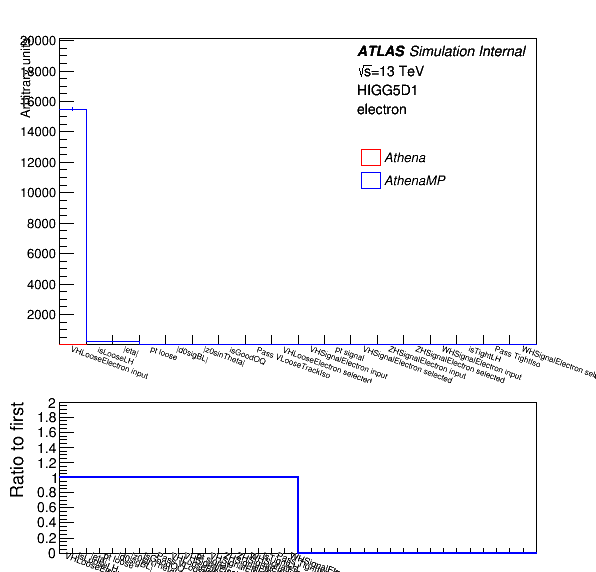 20000
18000
16000
14000
12000
10000
8000
6000
4000
2000
Arbitrary units
ATLAS Simulation Internal
√s=13 TeV
HIGG5D1
electron
Athena
AthenaMP
VHLooseElectron input
isLooseLH
|eta|
pt loose
|d0sigBL|
|z0sinTheta|
isGoodOQ
Pass VLooseTrackIso
VHLooseElectron selected
VHSignalElectron input
pt signal
VHSignalElectron selected
ZHSignalElectron input
ZHSignalElectron selected
WHSignalElectron input
isTightLH
Pass TightIso
WHSignalElectron sele
Ratio to first
2
1.8
1.6
1.4
1.2
1
0.8
0.6
0.4
0.2
0